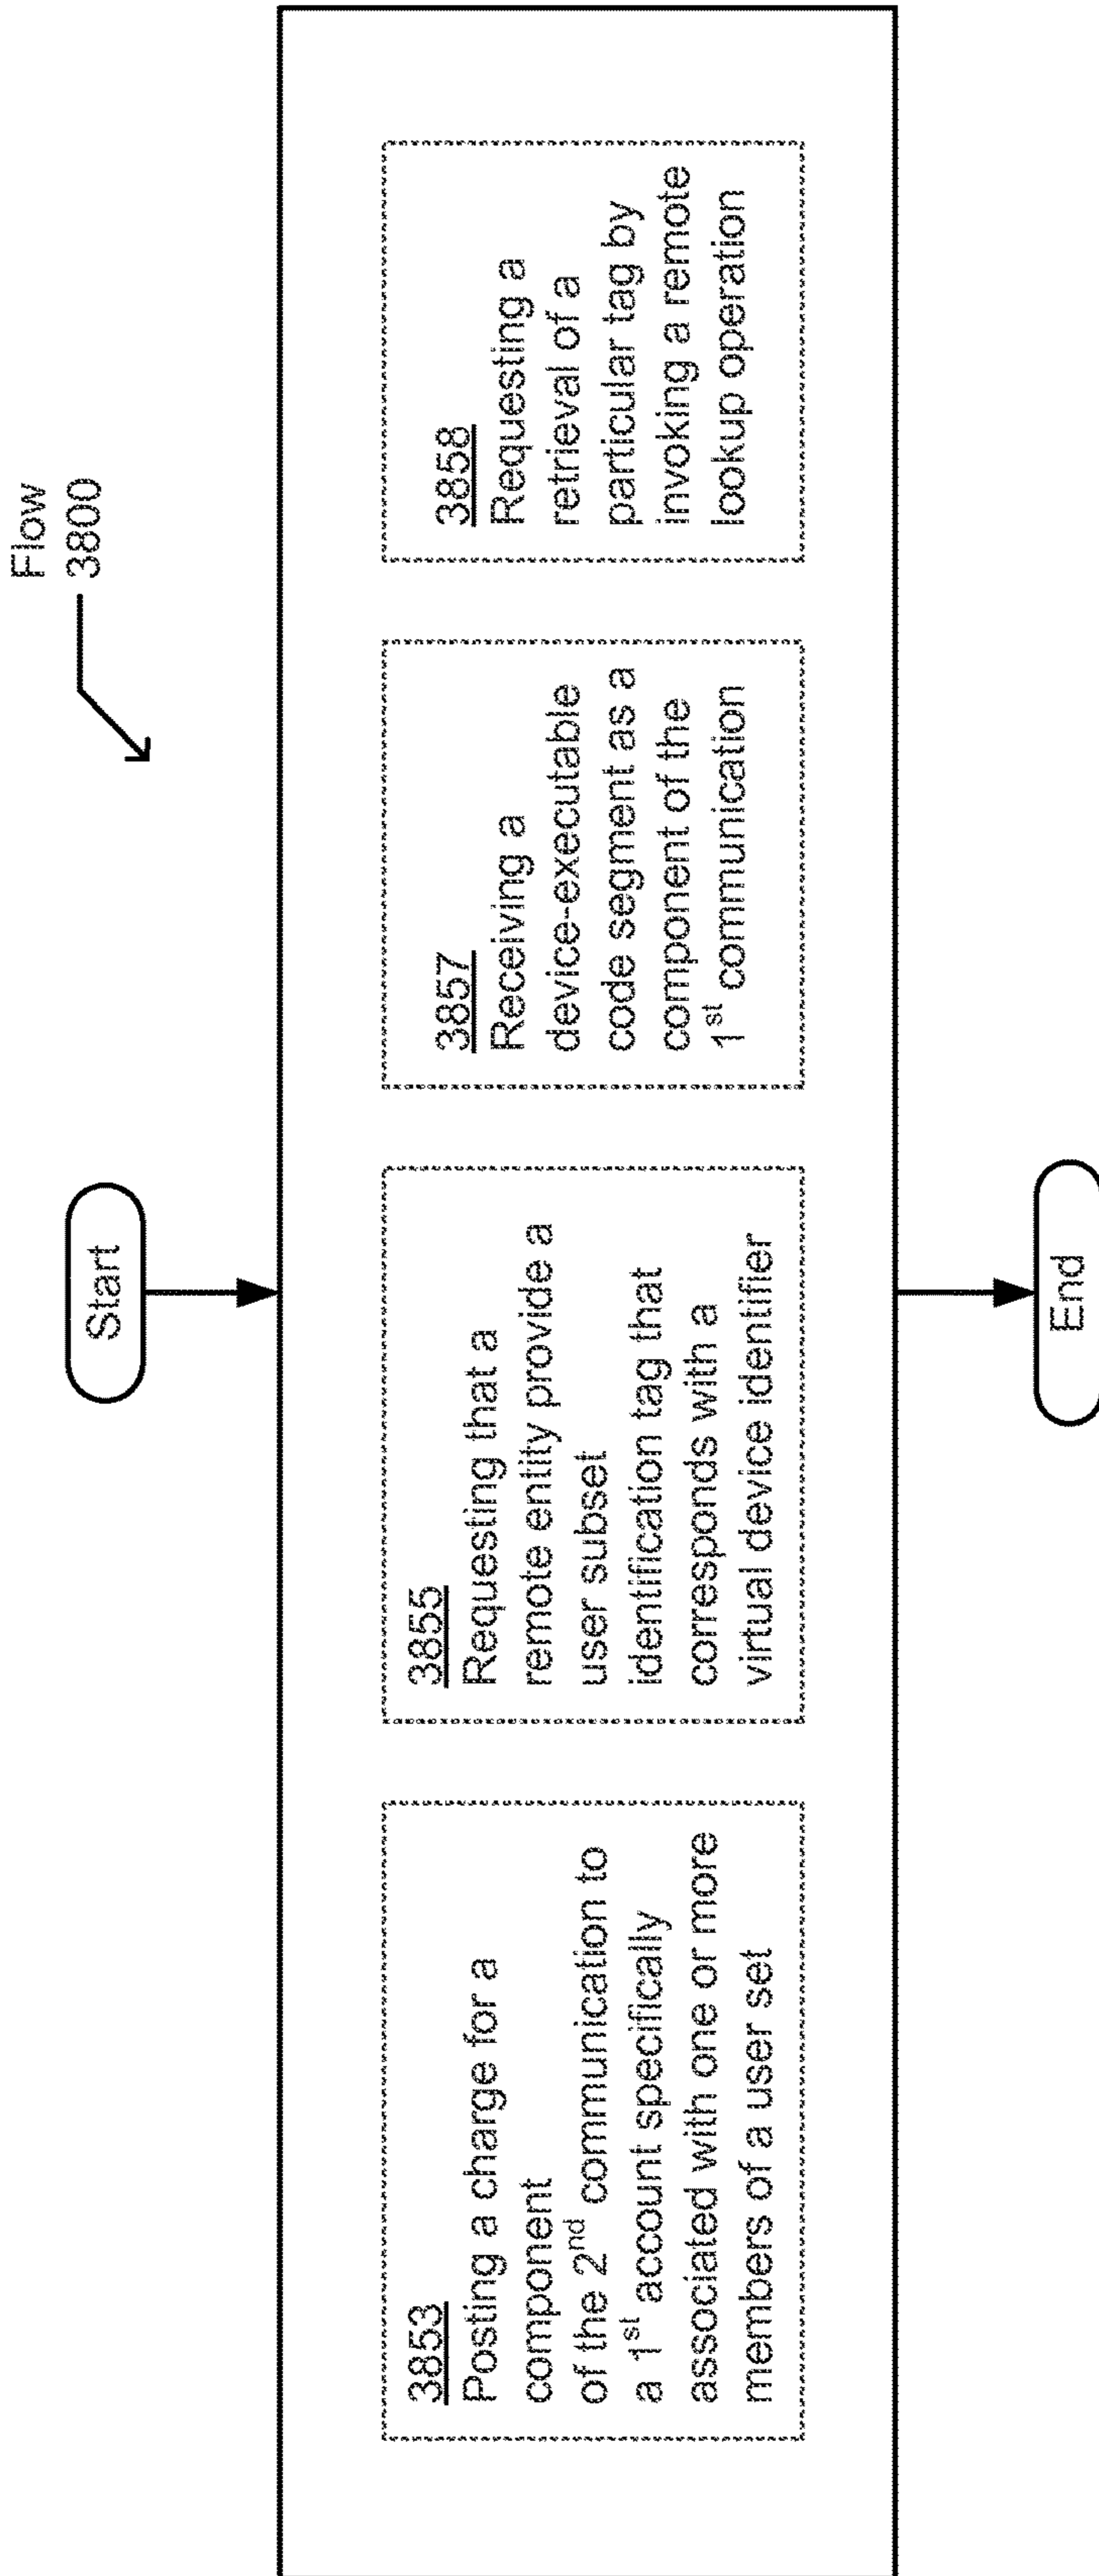 Flow
3800
Start
3853
Posting a charge for a
component
of the 2nd communication to
a 1st account specifically
associated with one or more
members of a user set
3855
Requesting that a
remote entity provide a
user subset
identification tag that
corresponds with a
virtual device identifier
3857
Receiving a
device-executable
code segment as a
component of the
1st communication
3858
Requesting a
retrieval of a
particular tag by
invoking a remote
lookup operation
End